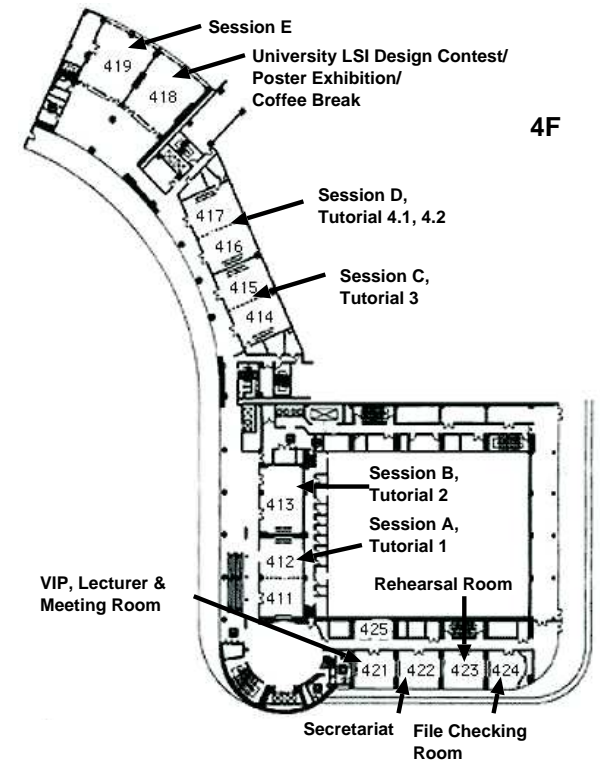 Session E
University LSI Design Contest/
Poster Exhibition/
Coffee Break
419
418
4F
Session D,
Tutorial 4.1, 4.2
417
416
Session C,
Tutorial 3
415
414
Session B,
Tutorial 2
413
Session A,
Tutorial 1
412
411
VIP, Lecturer &
Meeting Room
Rehearsal Room
425
421
422
423
424
Secretariat
File Checking
Room